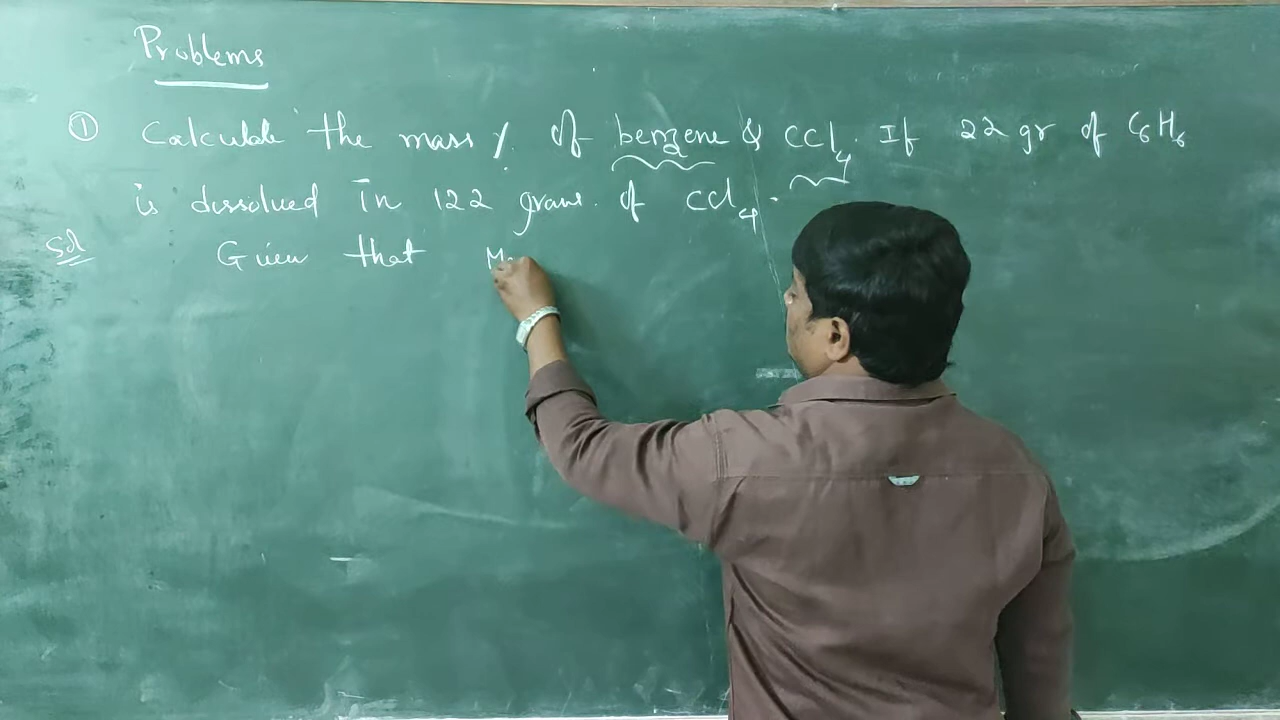 Problems
① Calculate the mass % of benzene & CCl₄. If 22 gr of C₆H₆
is dissolved in 122 grams. of CCl₄.
Sol Given that